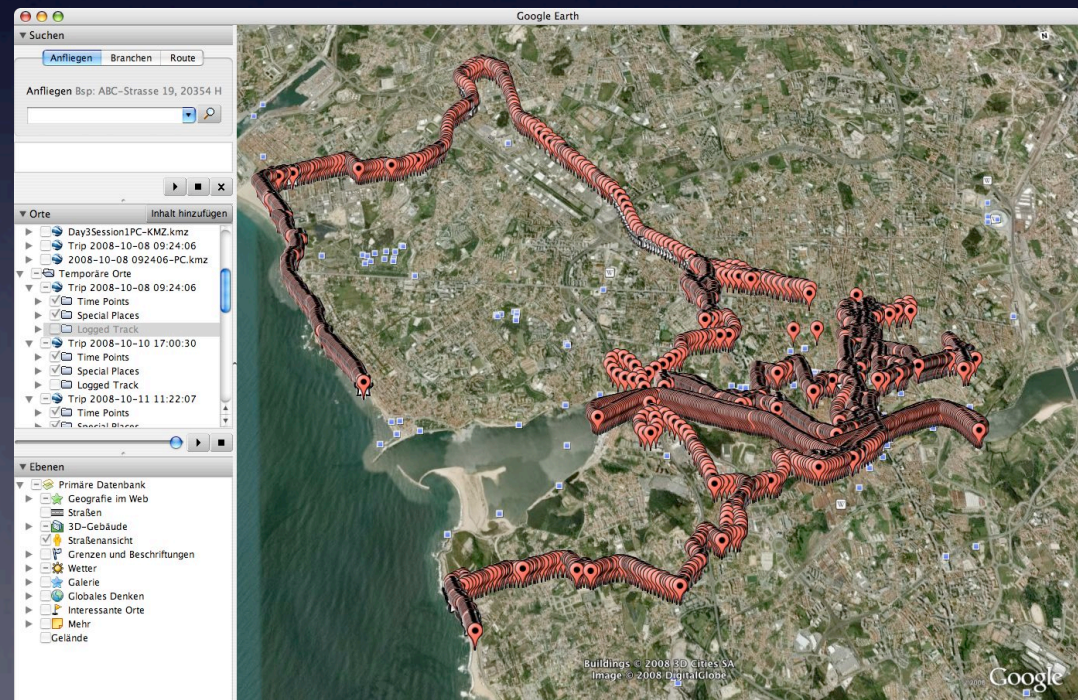 Google Earth
Suchen
Anfliegen Branchen Route
Anfliegen Bsp: ABC-Strasse 19, 20354 H
Orte Inhalt hinzufügen
Day3Session1PC-KMZ.kmz
Trip 2008-10-08 09:24:06
2008-10-08 092406-PC.kmz
Temporäre Orte
Trip 2008-10-08 09:24:06
Time Points
Special Places
Logged Track
Trip 2008-10-10 17:00:30
Time Points
Special Places
Logged Track
Trip 2008-10-11 11:22:07
Time Points
Special Places
Ebenen
Primäre Datenbank
Geografie im Web
Straßen
3D-Gebäude
Straßenansicht
Grenzen und Beschriftungen
Wetter
Galerie
Globales Denken
Interessante Orte
Mehr
Gelände
N
W
W
W
W
Buildings © 2008 3D Cities SA
Image © 2008 DigitalGlobe
Google